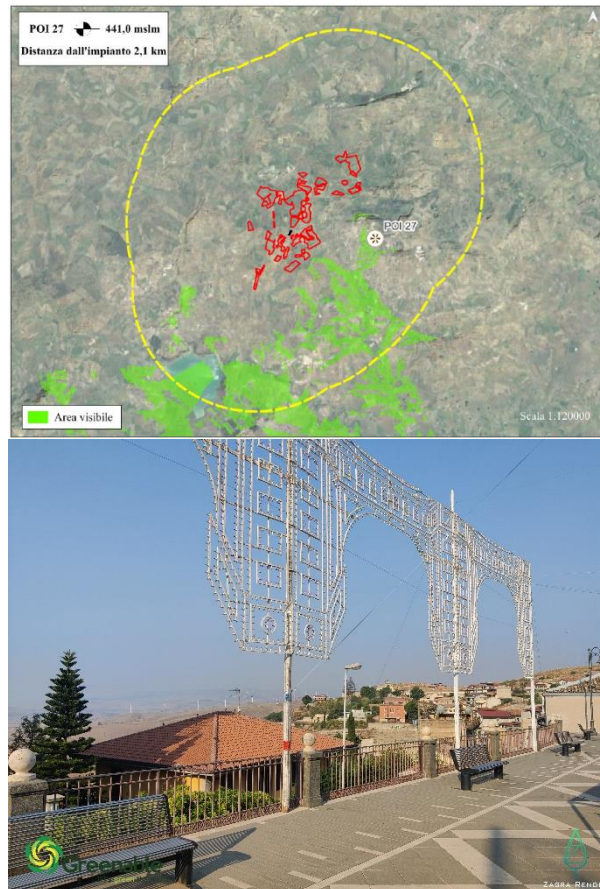 POI 27 441,0 mslm
Distanza dall'impianto 2,1 km
POI 27
Area visibile
Scala 1:120000
Greenable
ZAGRA RENDE